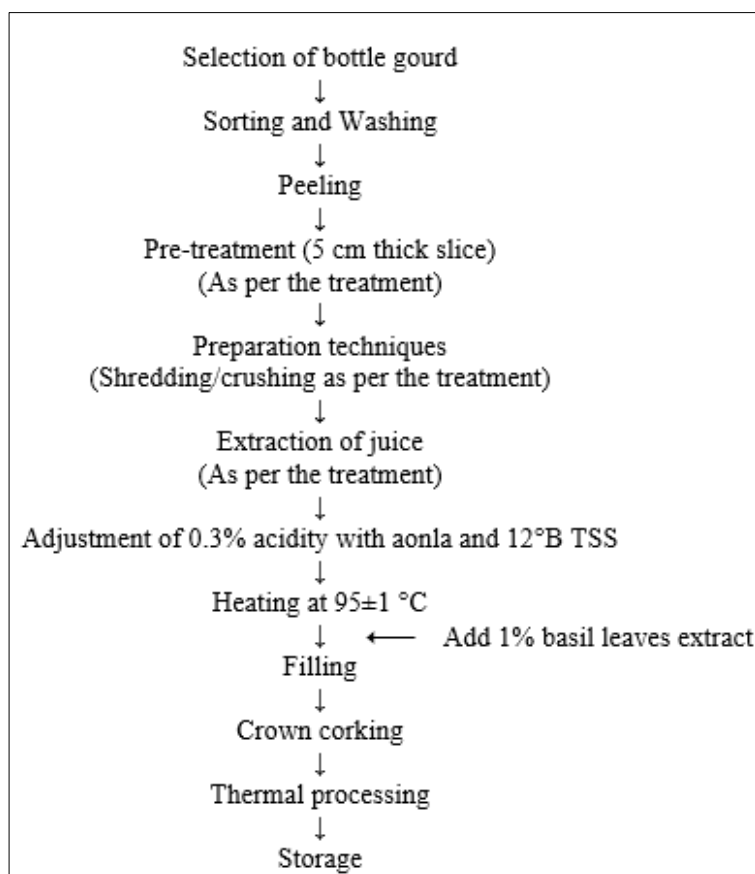 Selection of bottle gourd
↓
Sorting and Washing
↓
Peeling
↓
Pre-treatment (5 cm thick slice)
(As per the treatment)
↓
Preparation techniques
(Shredding/crushing as per the treatment)
↓
Extraction of juice
(As per the treatment)
↓
Adjustment of 0.3% acidity with aonla and 12°B TSS
↓
Heating at 95±1 °C
↓ ← Add 1% basil leaves extract
Filling
↓
Crown corking
↓
Thermal processing
↓
Storage